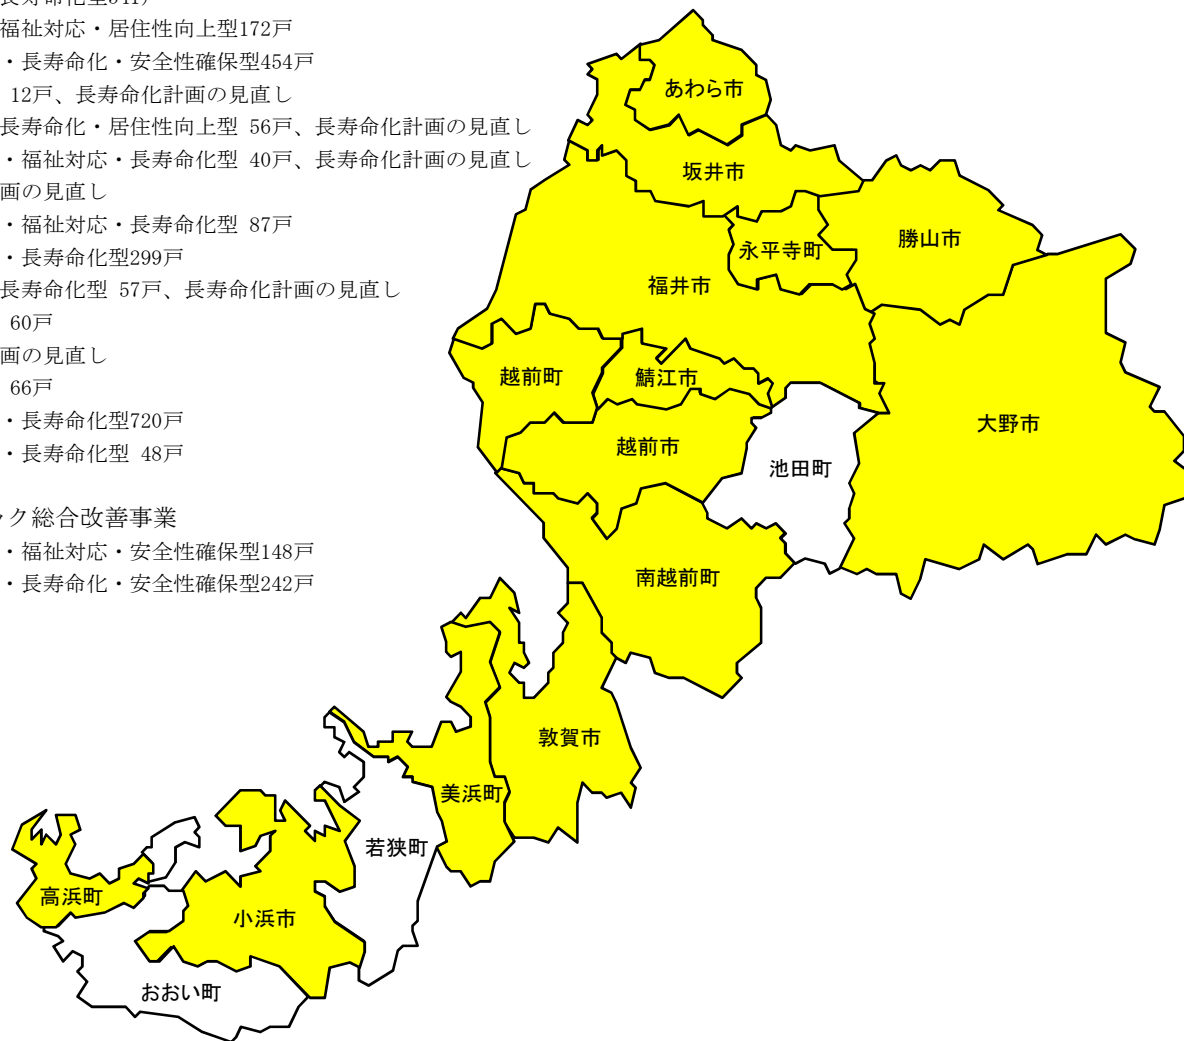 長寿命化型
福祉対応・居住性向上型172戸
・長寿命化・安全性確保型454戸
12戸、長寿命化計画の見直し
長寿命化・居住性向上型 56戸、長寿命化計画の見直し
・福祉対応・長寿命化型 40戸、長寿命化計画の見直し
画の見直し
・福祉対応・長寿命化型 87戸
・長寿命化型299戸
長寿命化型 57戸、長寿命化計画の見直し
60戸
画の見直し
66戸
・長寿命化型720戸
・長寿命化型 48戸
ク総合改善事業
・福祉対応・安全性確保型148戸
・長寿命化・安全性確保型242戸
あわら市
坂井市
勝山市
永平寺町
福井市
越前町
鯖江市
大野市
越前市
池田町
南越前町
敦賀市
美浜町
若狭町
高浜町
小浜市
おおい町